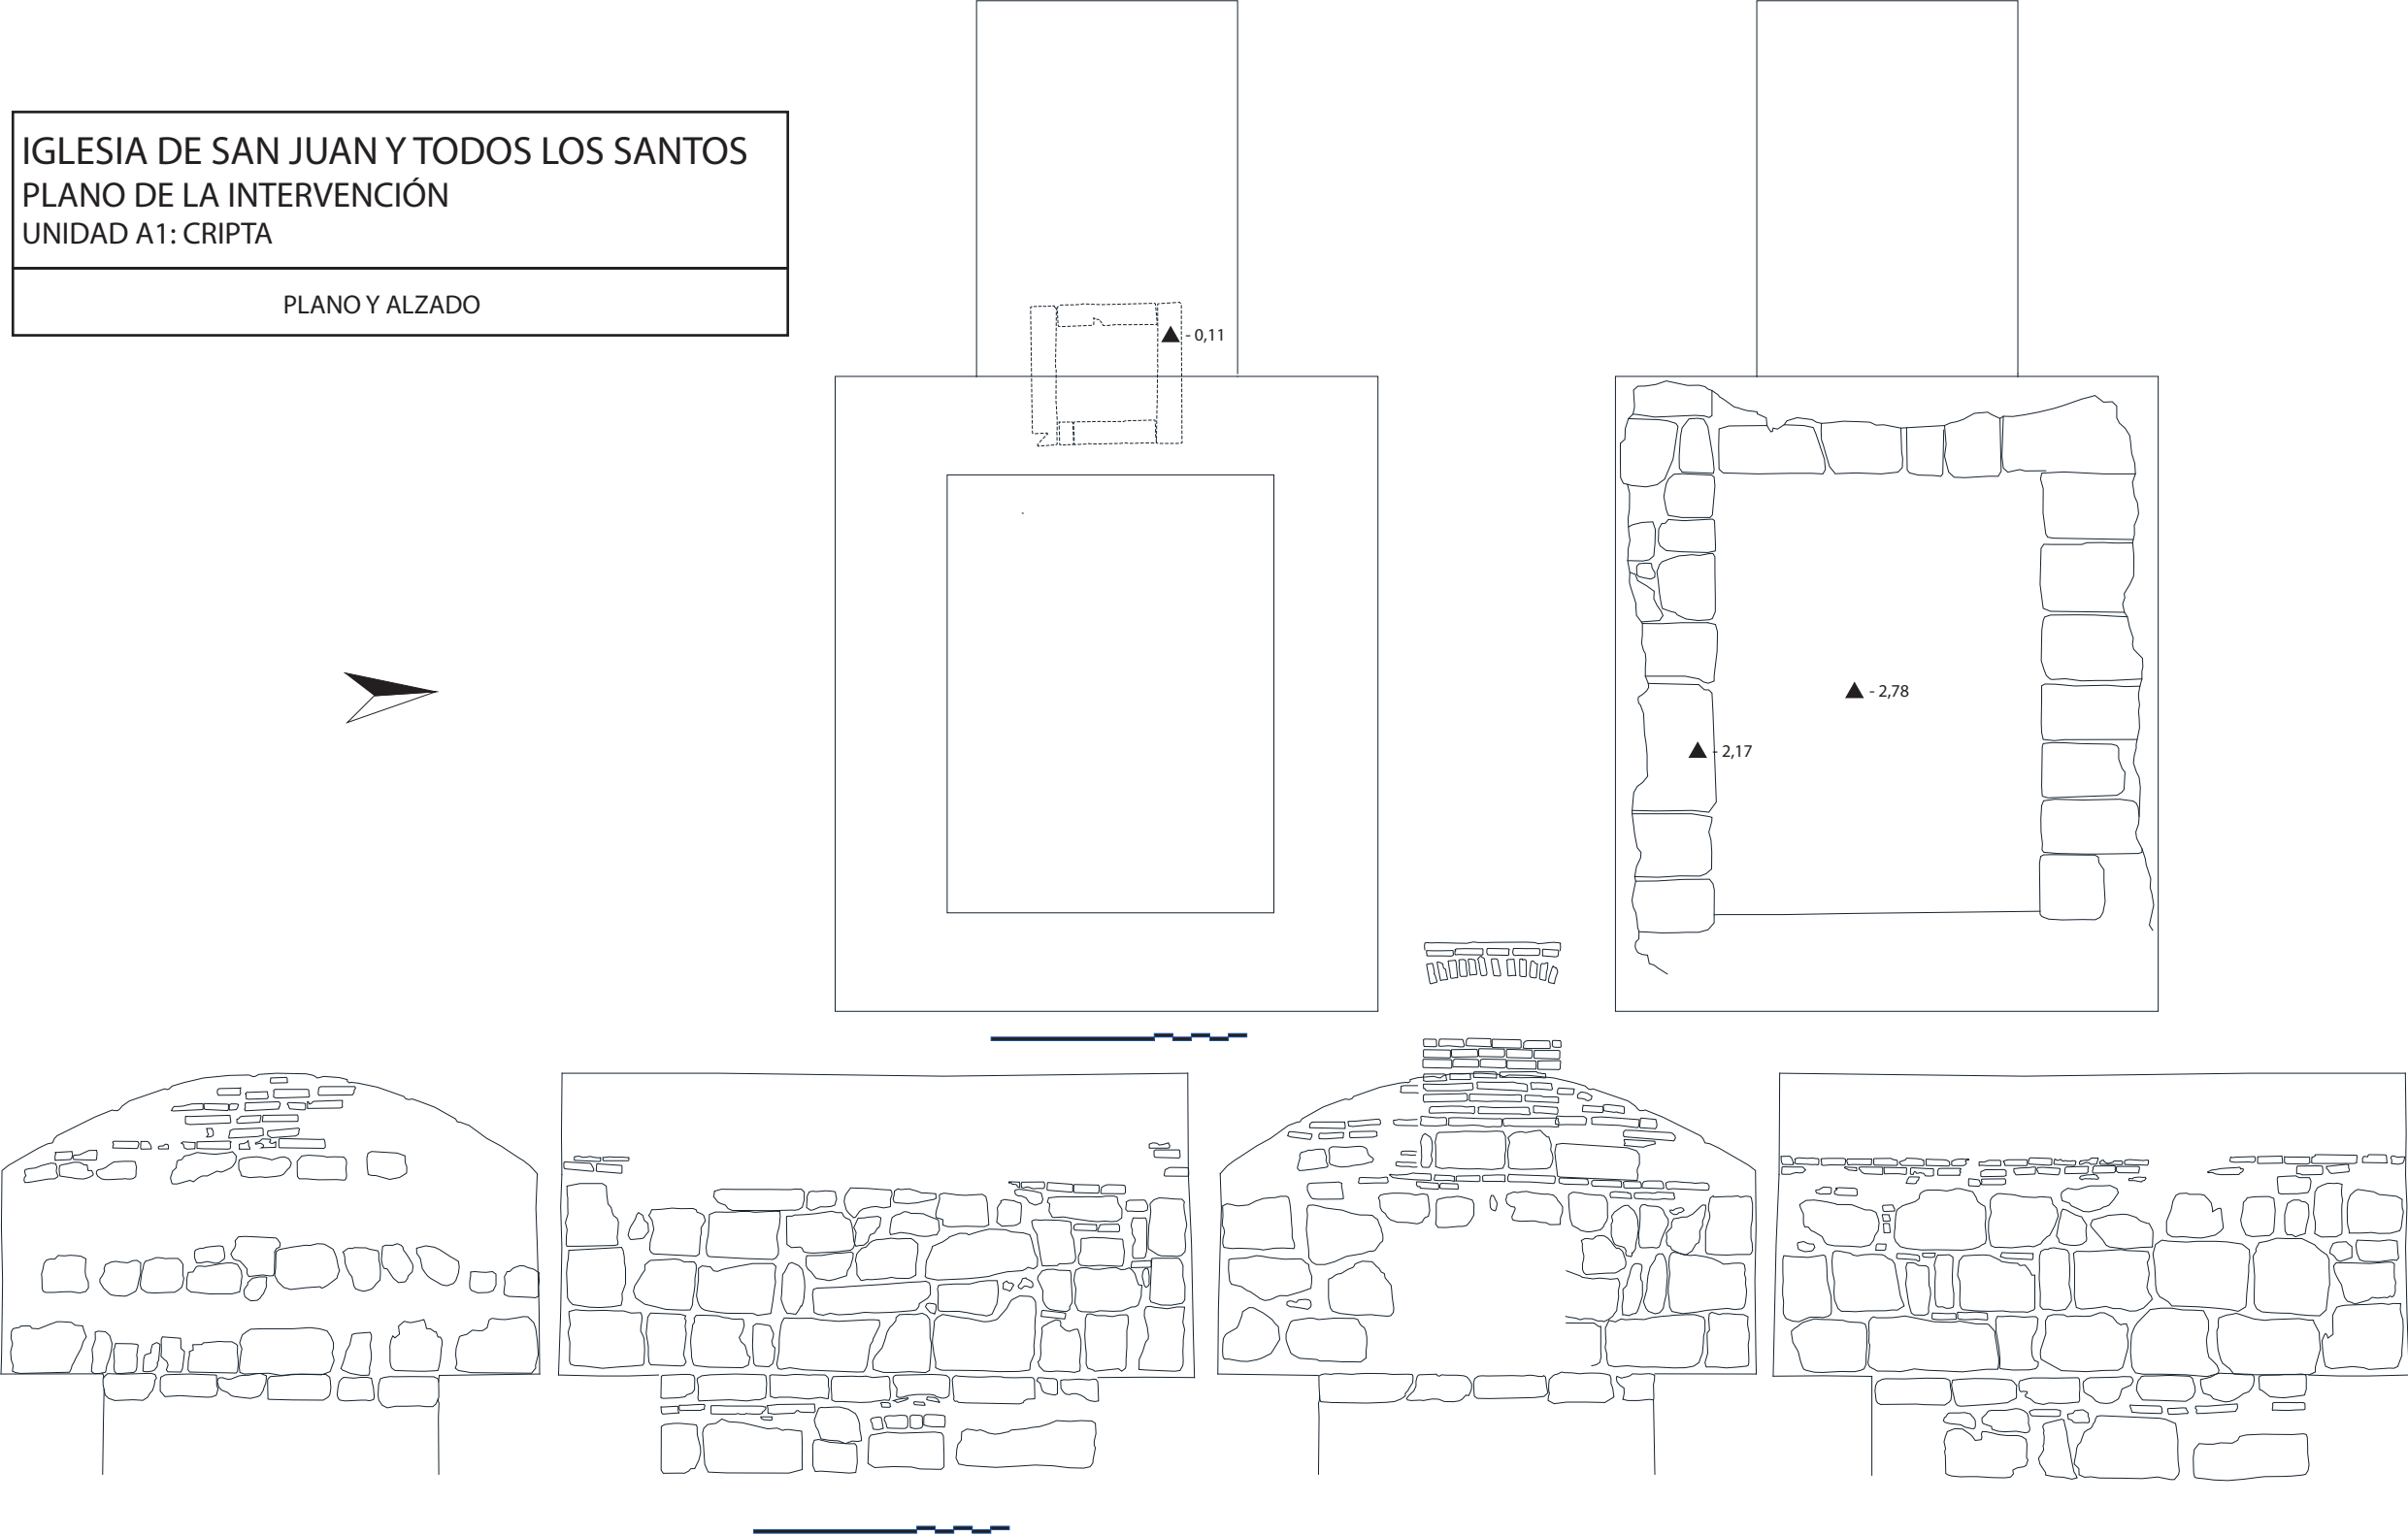 IGLESIA DE SAN JUAN Y TODOS LOS SANTOS
PLANO DE LA INTERVENCIÓN
UNIDAD A1: CRIPTA
PLANO Y ALZADO
- 0,11
- 2,78
- 2,17